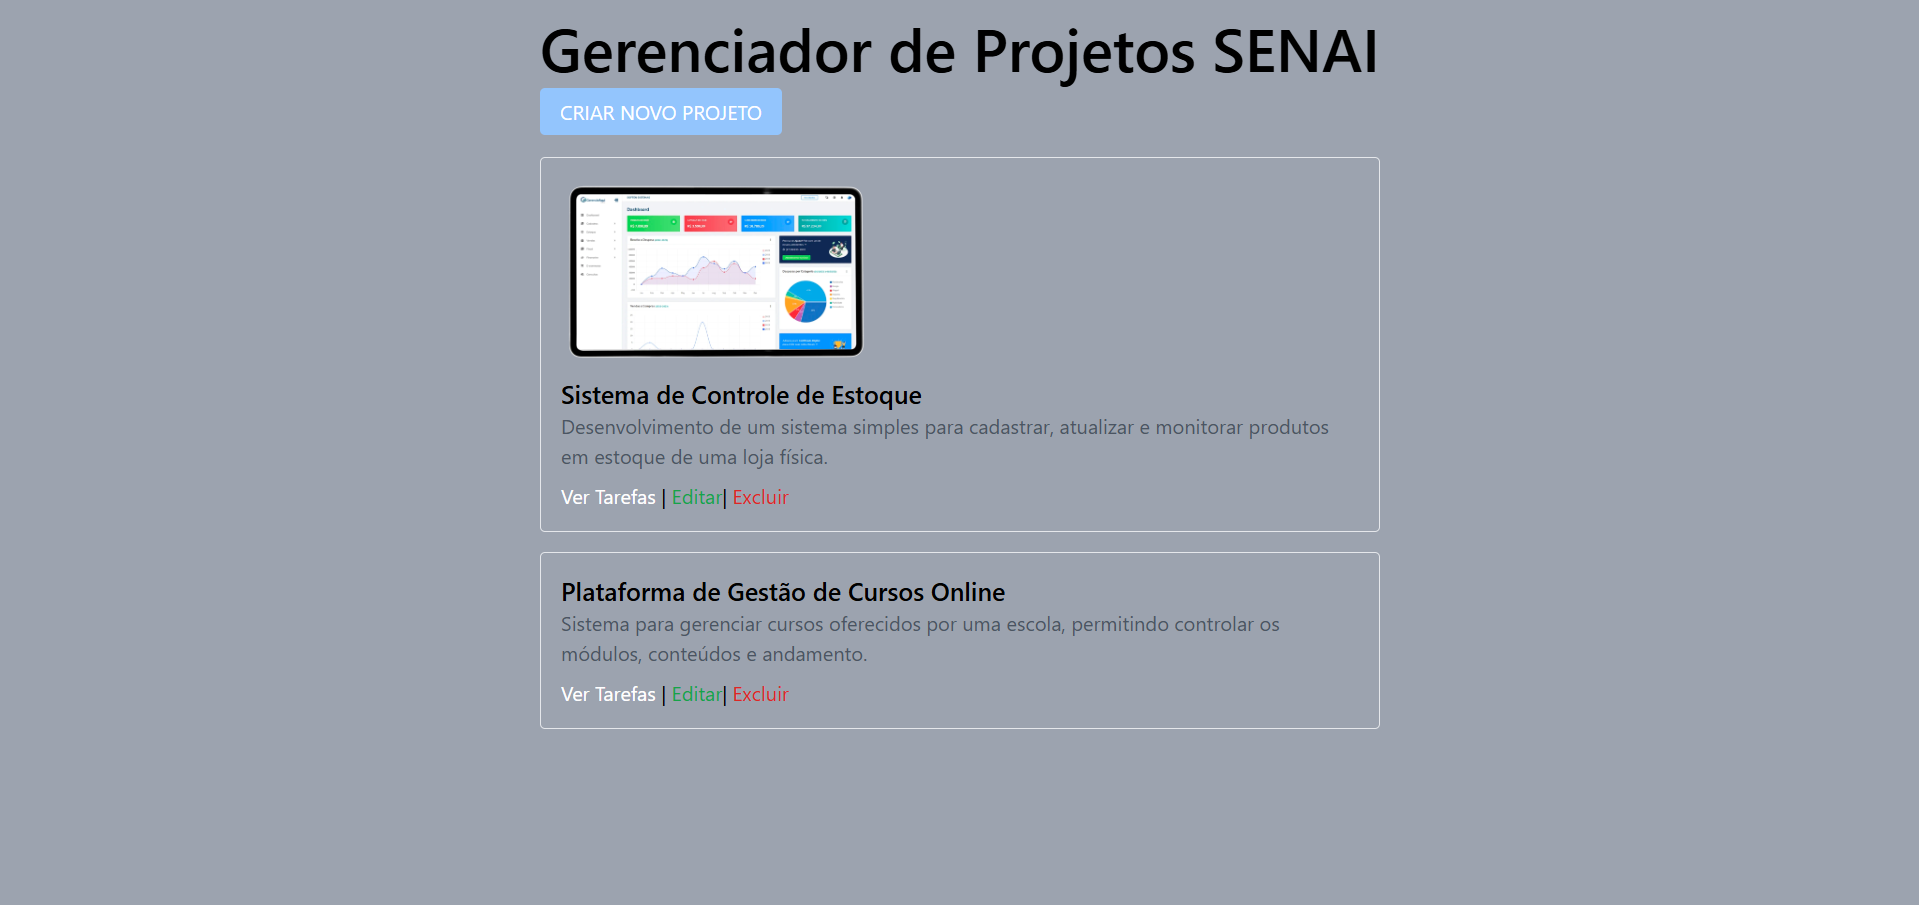 Gerenciador de Projetos SENAI
CRIAR NOVO PROJETO
Dashboard
Sistema de Controle de Estoque
Desenvolvimento de um sistema simples para cadastrar, atualizar e monitorar produtos
em estoque de uma loja física.
Ver Tarefas | Editar| Excluir
Plataforma de Gestão de Cursos Online
Sistema para gerenciar cursos oferecidos por uma escola, permitindo controlar os
módulos, conteúdos e andamento.
Ver Tarefas | Editar| Excluir